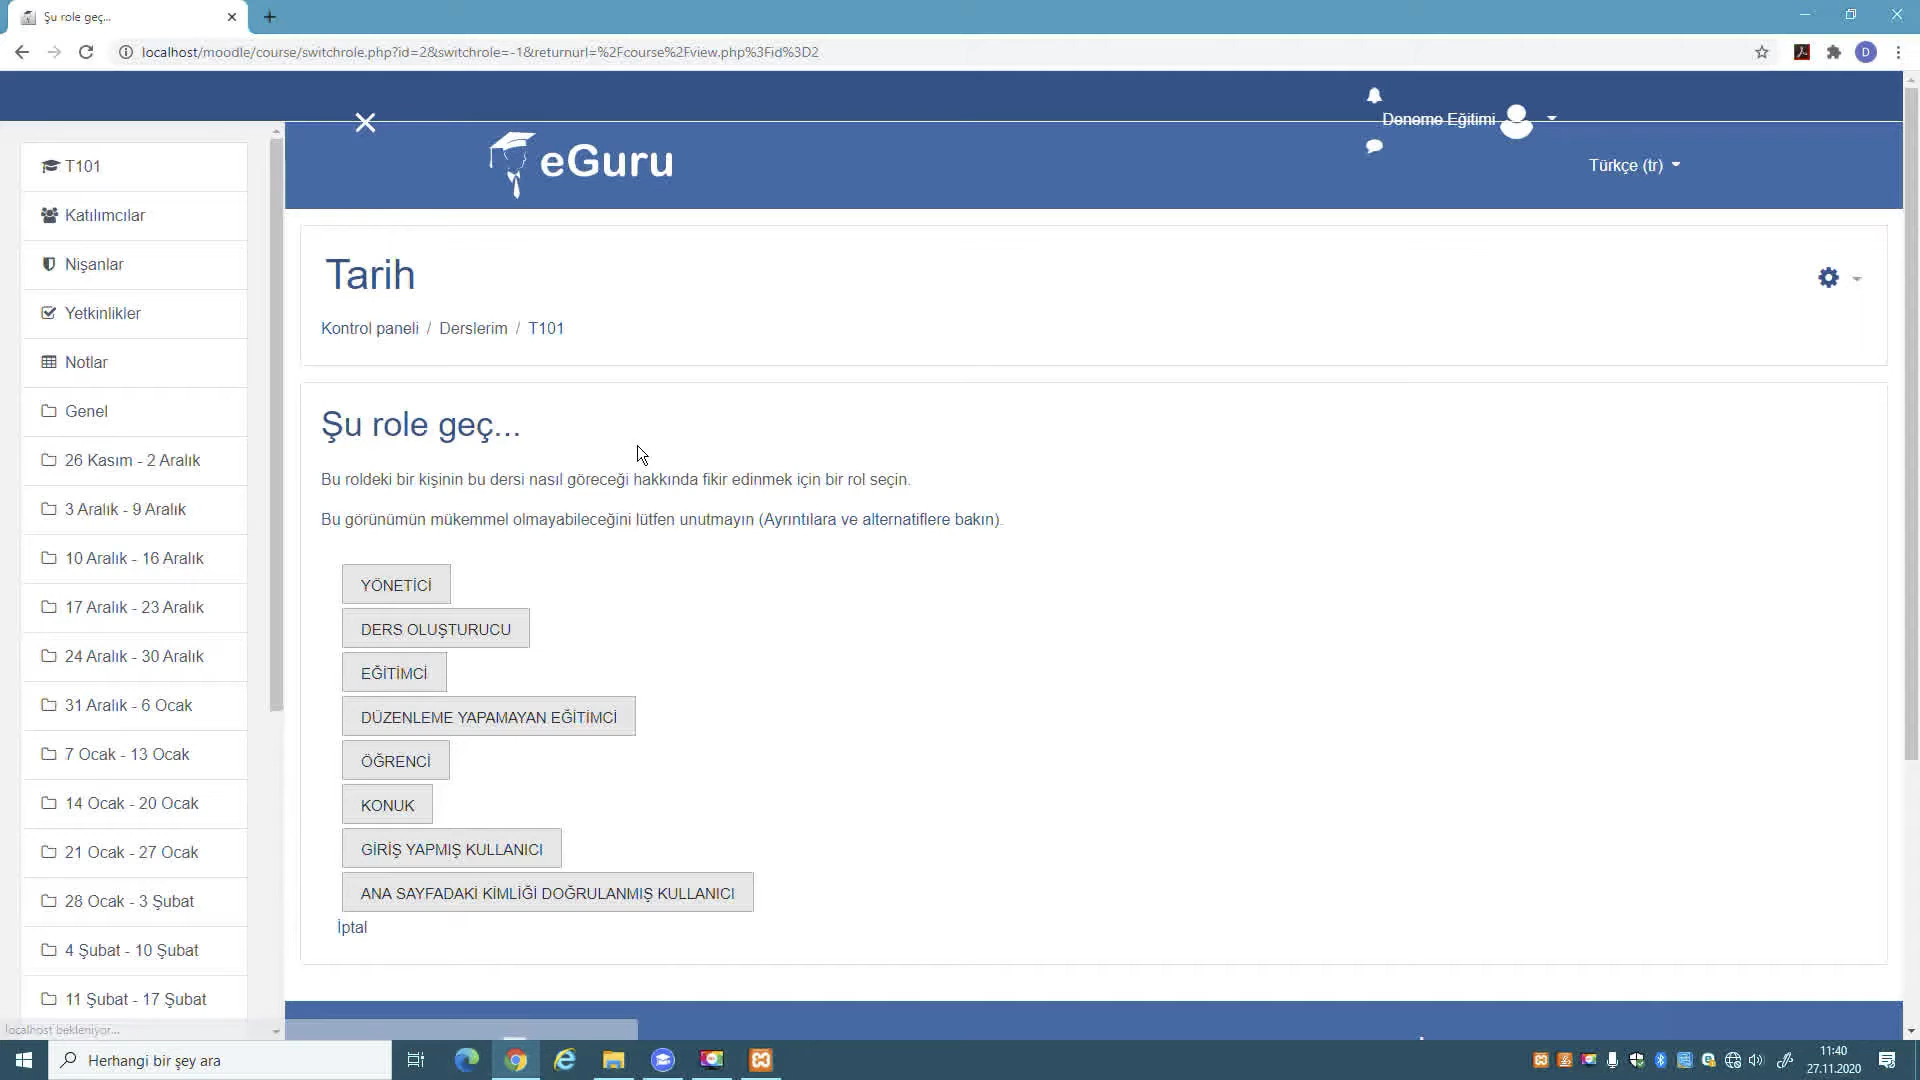 Şu role geç...
localhost/moodle/course/switchrole.php?id=2&switchrole=-1&returnurl=%2Fcourse%2Fview.php%3Fid%3D2
D
Deneme Eğitimi
eGuru
Türkçe (tr)
T101
Katılımcılar
Nişanlar
Yetkinlikler
Notlar
Genel
26 Kasım - 2 Aralık
3 Aralık - 9 Aralık
10 Aralık - 16 Aralık
17 Aralık - 23 Aralık
24 Aralık - 30 Aralık
31 Aralık - 6 Ocak
7 Ocak - 13 Ocak
14 Ocak - 20 Ocak
21 Ocak - 27 Ocak
28 Ocak - 3 Şubat
4 Şubat - 10 Şubat
11 Şubat - 17 Şubat
Tarih
Kontrol paneli / Derslerim / T101
Şu role geç...
Bu roldeki bir kişinin bu dersi nasıl göreceği hakkında fikir edinmek için bir rol seçin.
Bu görünümün mükemmel olmayabileceğini lütfen unutmayın (Ayrıntılara ve alternatiflere bakın).
YÖNETİCİ
DERS OLUŞTURUCU
EĞİTİMCİ
DÜZENLEME YAPAMAYAN EĞİTİMCİ
ÖĞRENCİ
KONUK
GİRİŞ YAPMIŞ KULLANICI
ANA SAYFADAKİ KİMLİĞİ DOĞRULANMIŞ KULLANICI
İptal
localhost bekleniyor...
Herhangi bir şey ara
11:40
27.11.2020